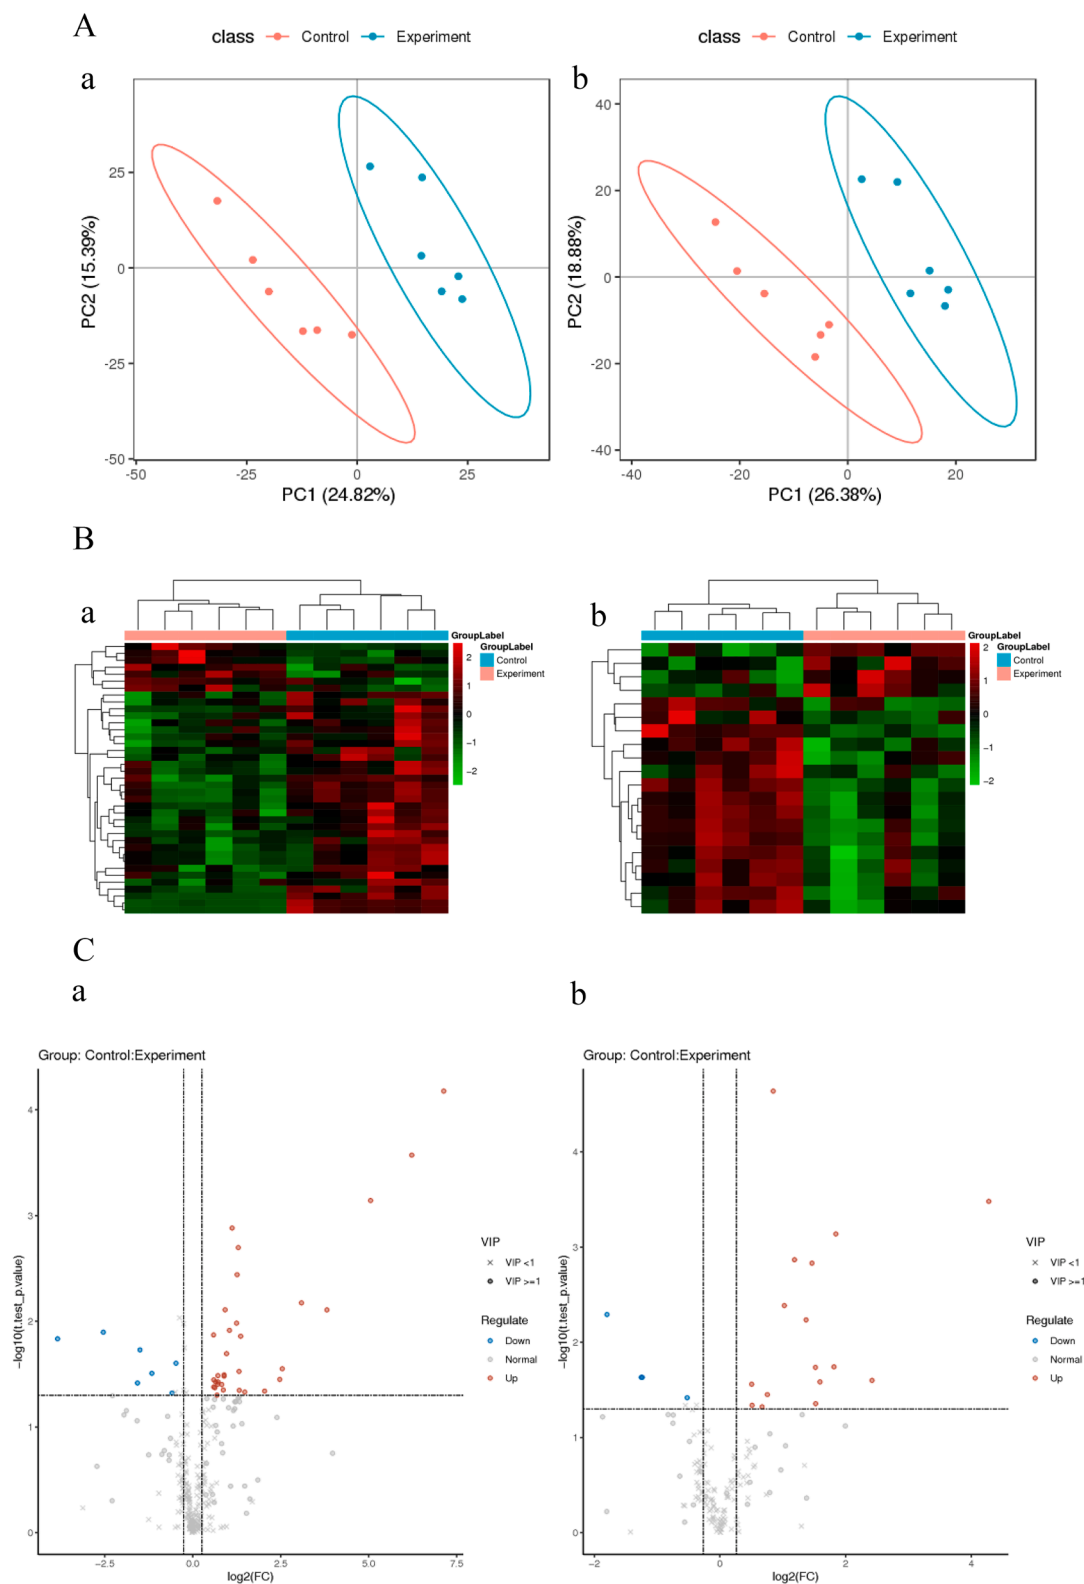 A
class Control Experiment
class Control Experiment
a
b
25
0
-25
-50
-50
-25
0
25
PC2 (15.39%)
PC1 (24.82%)
40
20
0
-20
-40
-40
-20
0
20
PC2 (18.88%)
PC1 (26.38%)
B
a
GroupLabel
2
1
0
−1
−2
GroupLabel
Control
Experiment
b
GroupLabel
2
1
0
−1
−2
GroupLabel
Control
Experiment
C
a
b
Group: Control:Experiment
4
3
2
1
0
−2.5
0.0
2.5
5.0
7.5
−log10(t.test_p.value)
log2(FC)
VIP
VIP <1
VIP >=1
Regulate
Down
Normal
Up
Group: Control:Experiment
4
3
2
1
0
−2
0
2
4
−log10(t.test_p.value)
log2(FC)
VIP
VIP <1
VIP >=1
Regulate
Down
Normal
Up